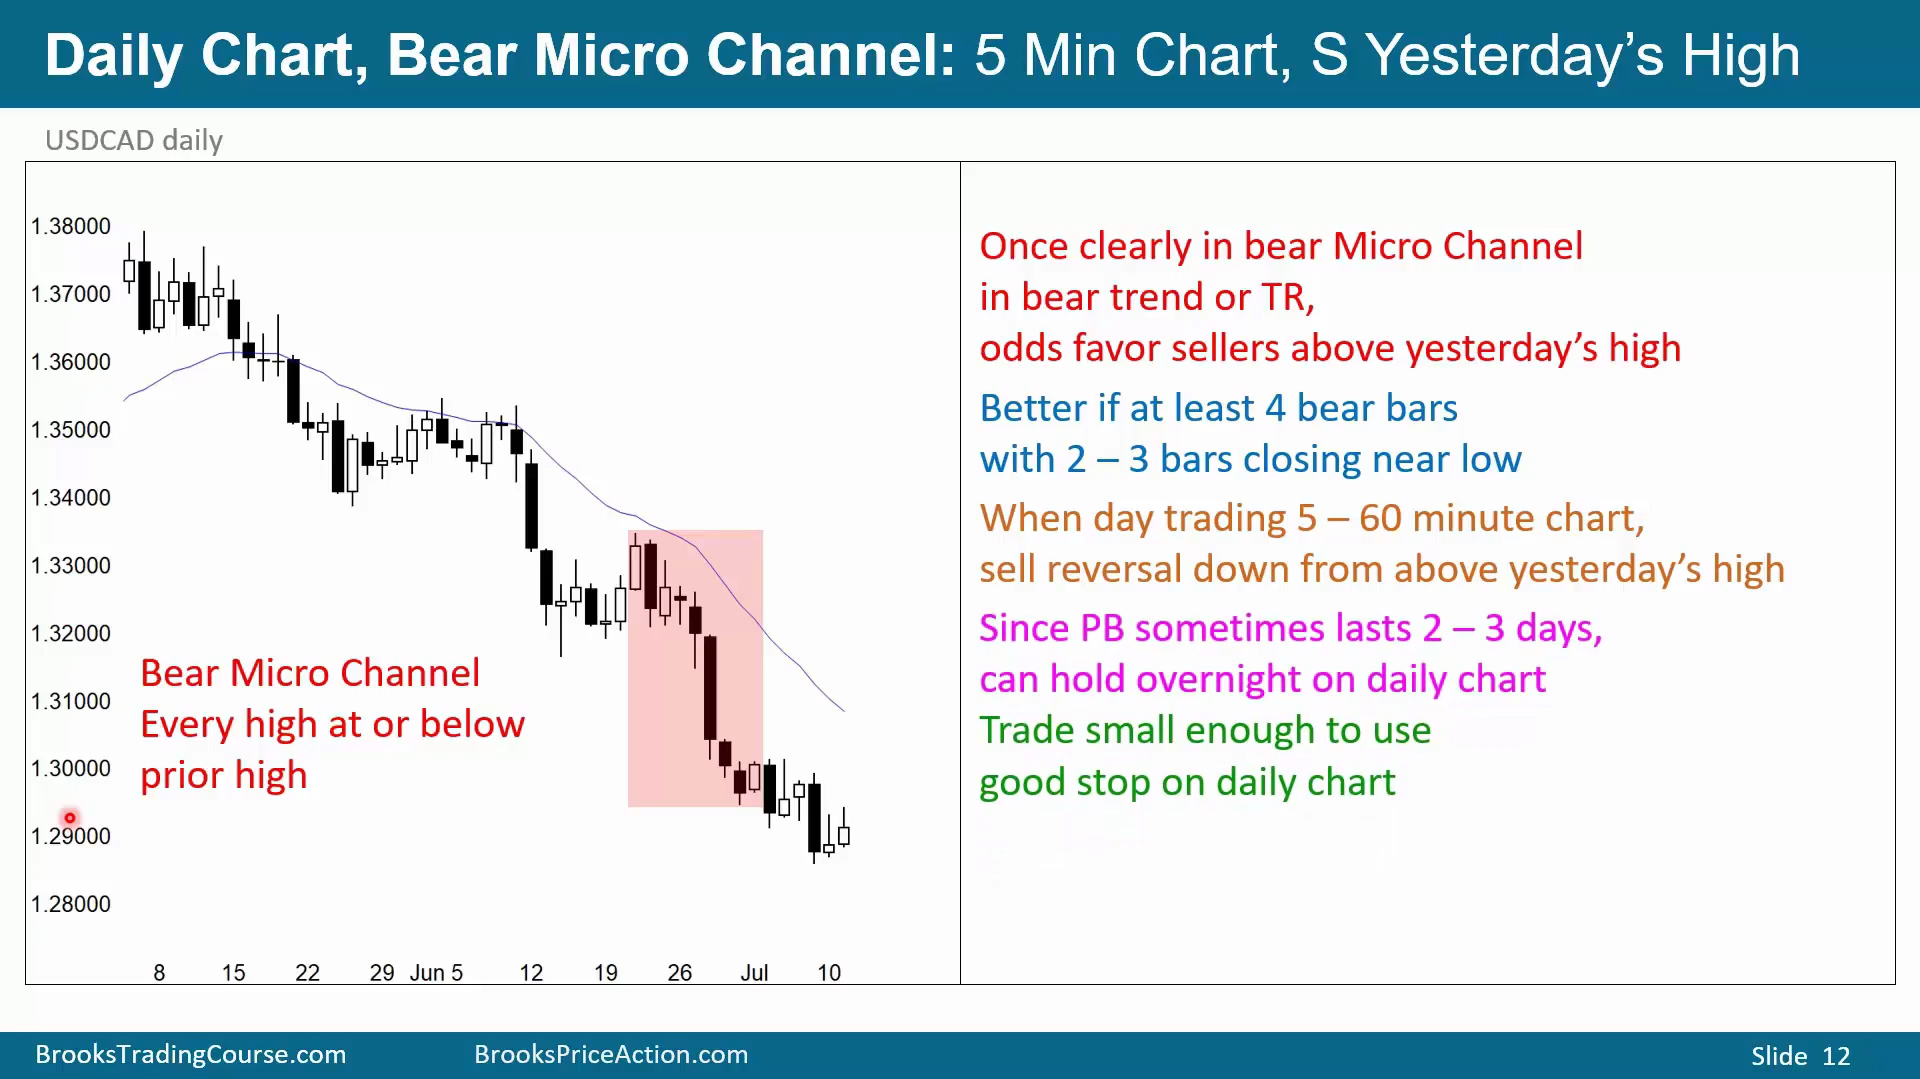 Daily Chart, Bear Micro Channel: 5 Min Chart, S Yesterday’s High
USDCAD daily
1.38000
1.37000
1.36000
1.35000
1.34000
1.33000
1.32000
1.31000
1.30000
1.29000
1.28000
Bear Micro Channel
Every high at or below
prior high
8 15 22 29 Jun 5 12 19 26 Jul 10
Once clearly in bear Micro Channel
in bear trend or TR,
odds favor sellers above yesterday’s high
Better if at least 4 bear bars
with 2 – 3 bars closing near low
When day trading 5 – 60 minute chart,
sell reversal down from above yesterday’s high
Since PB sometimes lasts 2 – 3 days,
can hold overnight on daily chart
Trade small enough to use
good stop on daily chart
BrooksTradingCourse.com BrooksPriceAction.com Slide 12